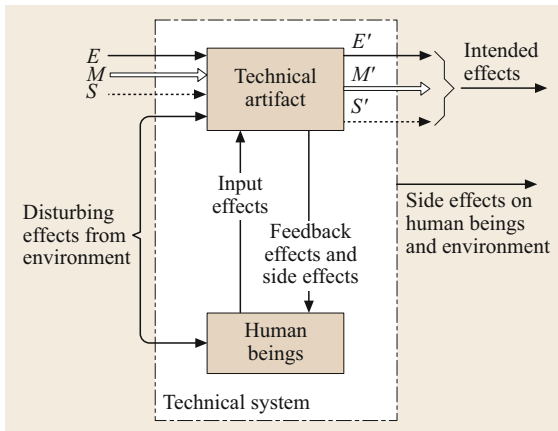 E
M
S
Technical
artifact
E′
M′
S′
Intended
effects
Input
effects
Disturbing
effects from
environment
Feedback
effects and
side effects
Side effects on
human beings
and environment
Human
beings
Technical system